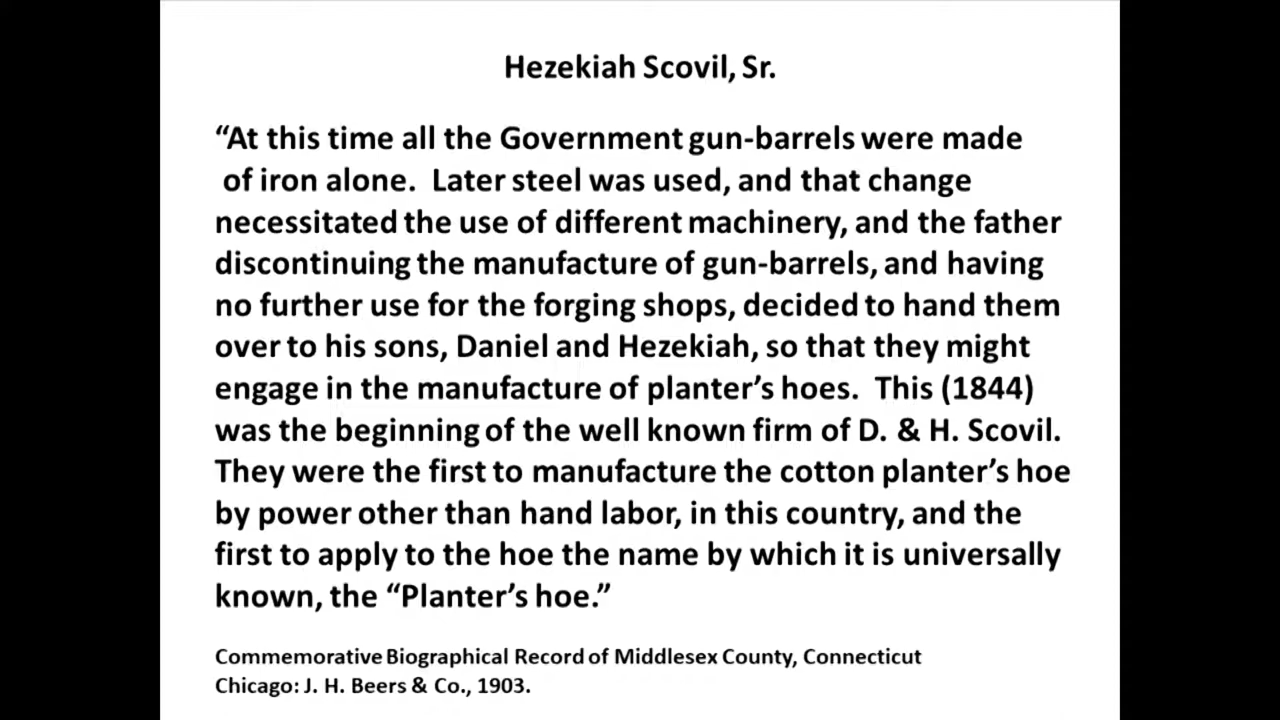 Hezekiah Scovil, Sr.
“At this time all the Government gun-barrels were made
of iron alone.  Later steel was used, and that change
necessitated the use of different machinery, and the father
discontinuing the manufacture of gun-barrels, and having
no further use for the forging shops, decided to hand them
over to his sons, Daniel and Hezekiah, so that they might
engage in the manufacture of planter’s hoes.  This (1844)
was the beginning of the well known firm of D. & H. Scovil.
They were the first to manufacture the cotton planter’s hoe
by power other than hand labor, in this country, and the
first to apply to the hoe the name by which it is universally
known, the “Planter’s hoe.”
Commemorative Biographical Record of Middlesex County, Connecticut
Chicago: J. H. Beers & Co., 1903.